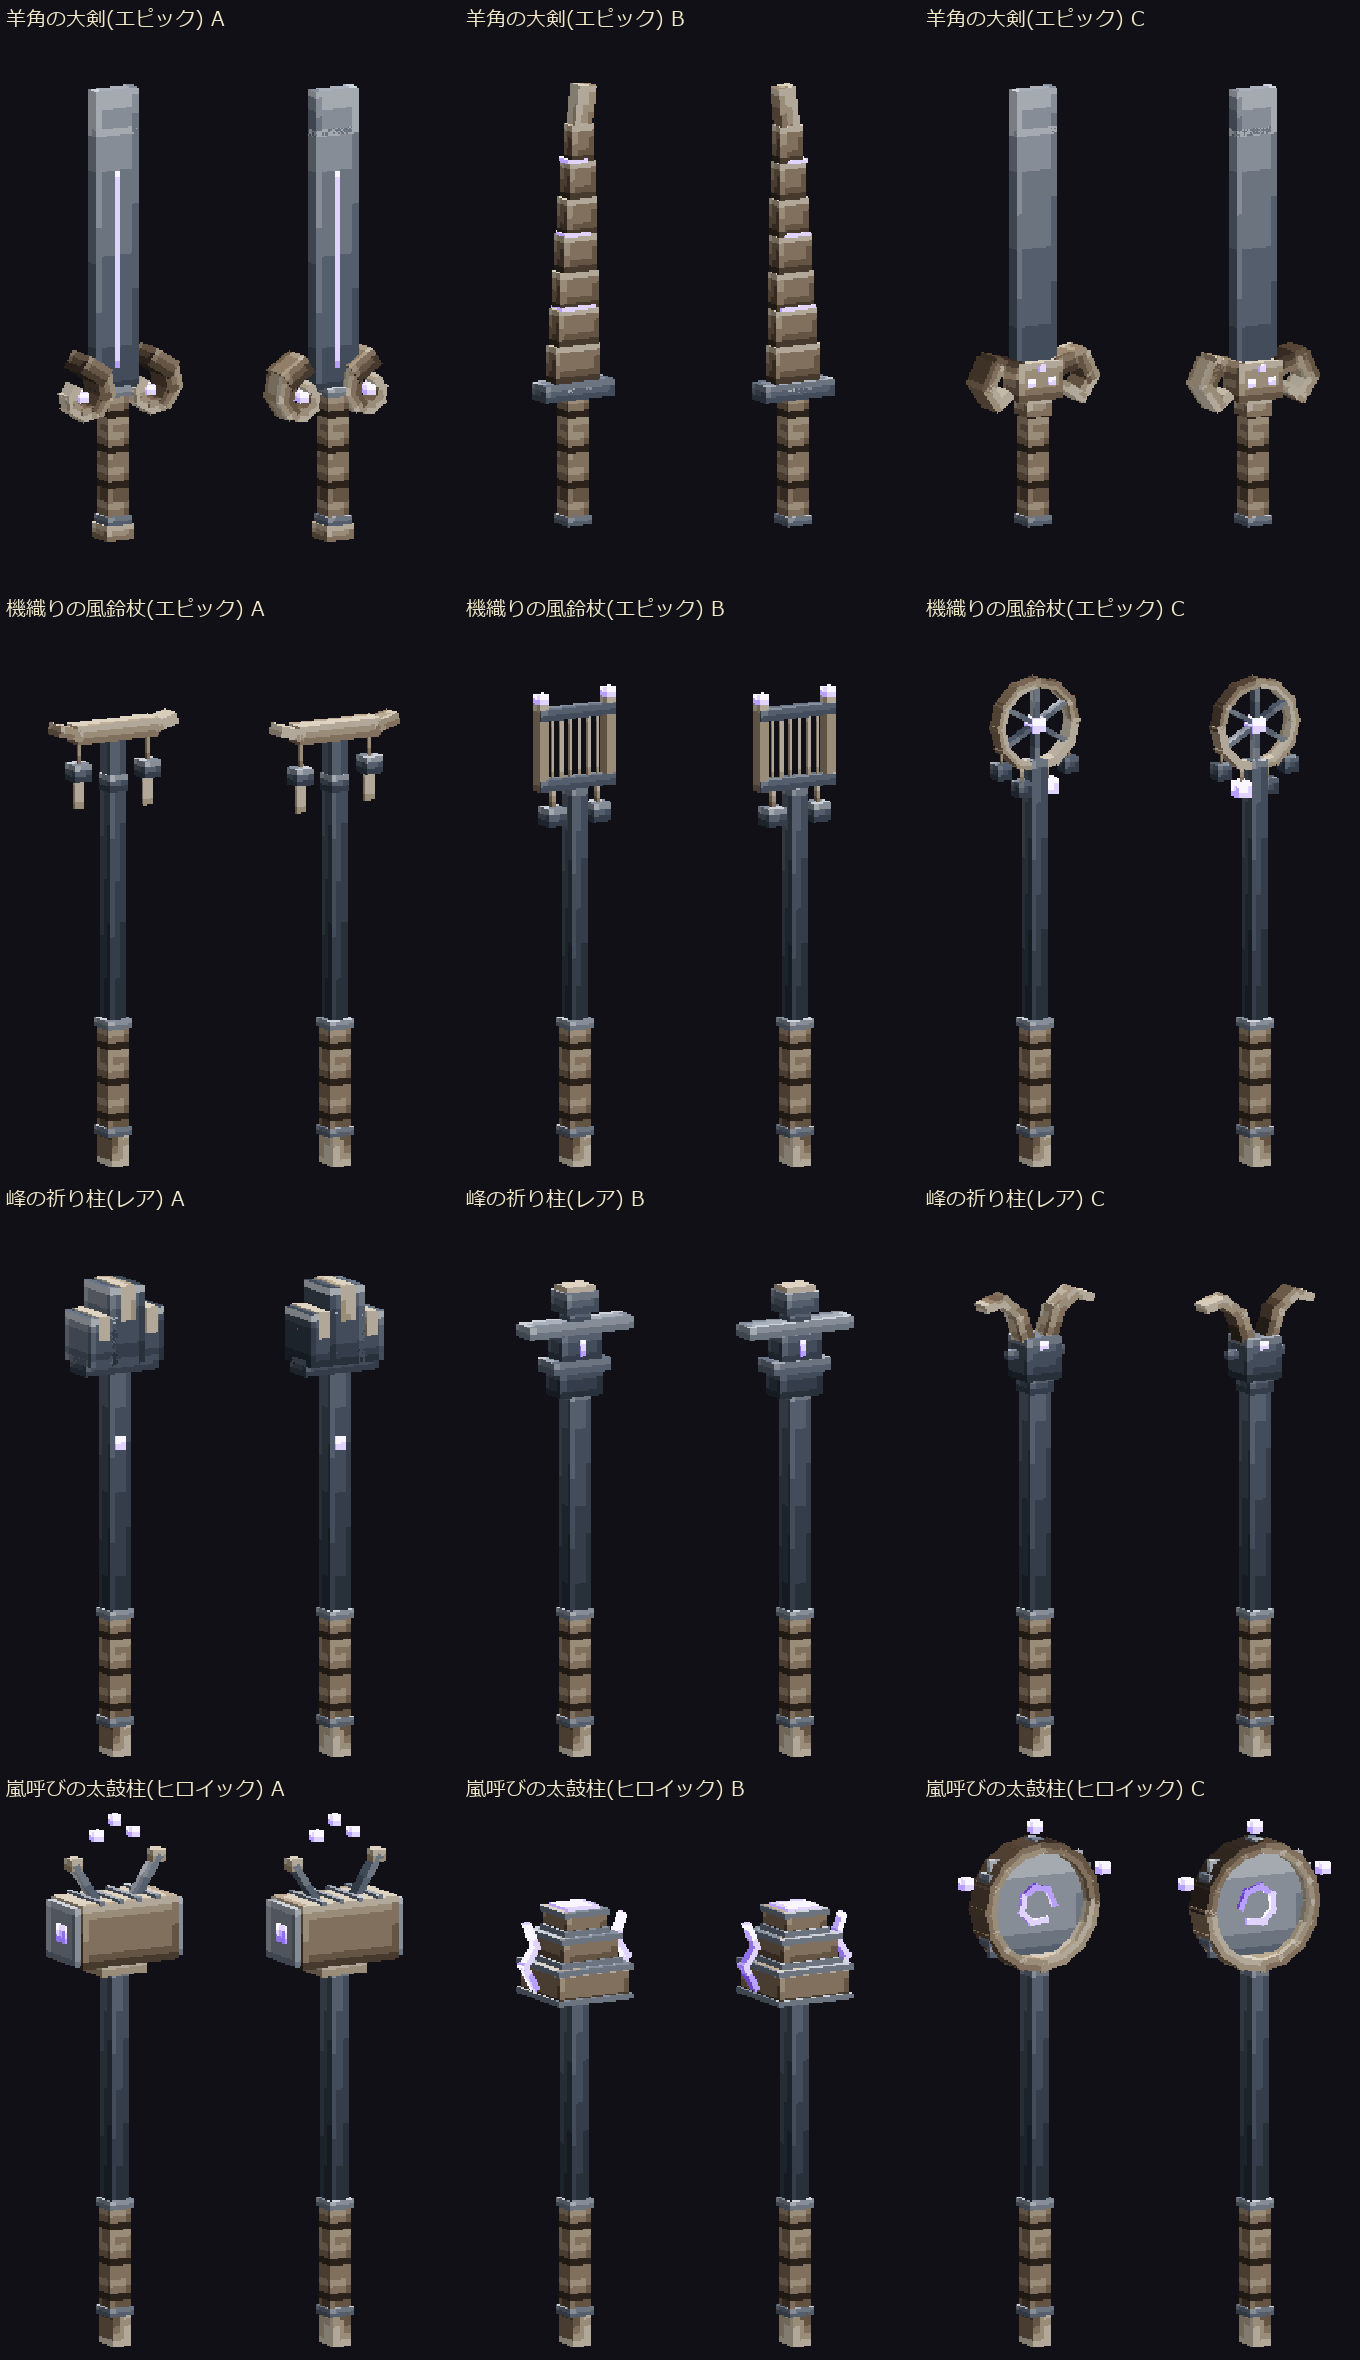 羊角の大剣(エピック) A
羊角の大剣(エピック) B
羊角の大剣(エピック) C
機織りの風鈴杖(エピック) A
機織りの風鈴杖(エピック) B
機織りの風鈴杖(エピック) C
峰の祈り柱(レア) A
峰の祈り柱(レア) B
峰の祈り柱(レア) C
嵐呼びの太鼓柱(ヒロイック) A
嵐呼びの太鼓柱(ヒロイック) B
嵐呼びの太鼓柱(ヒロイック) C